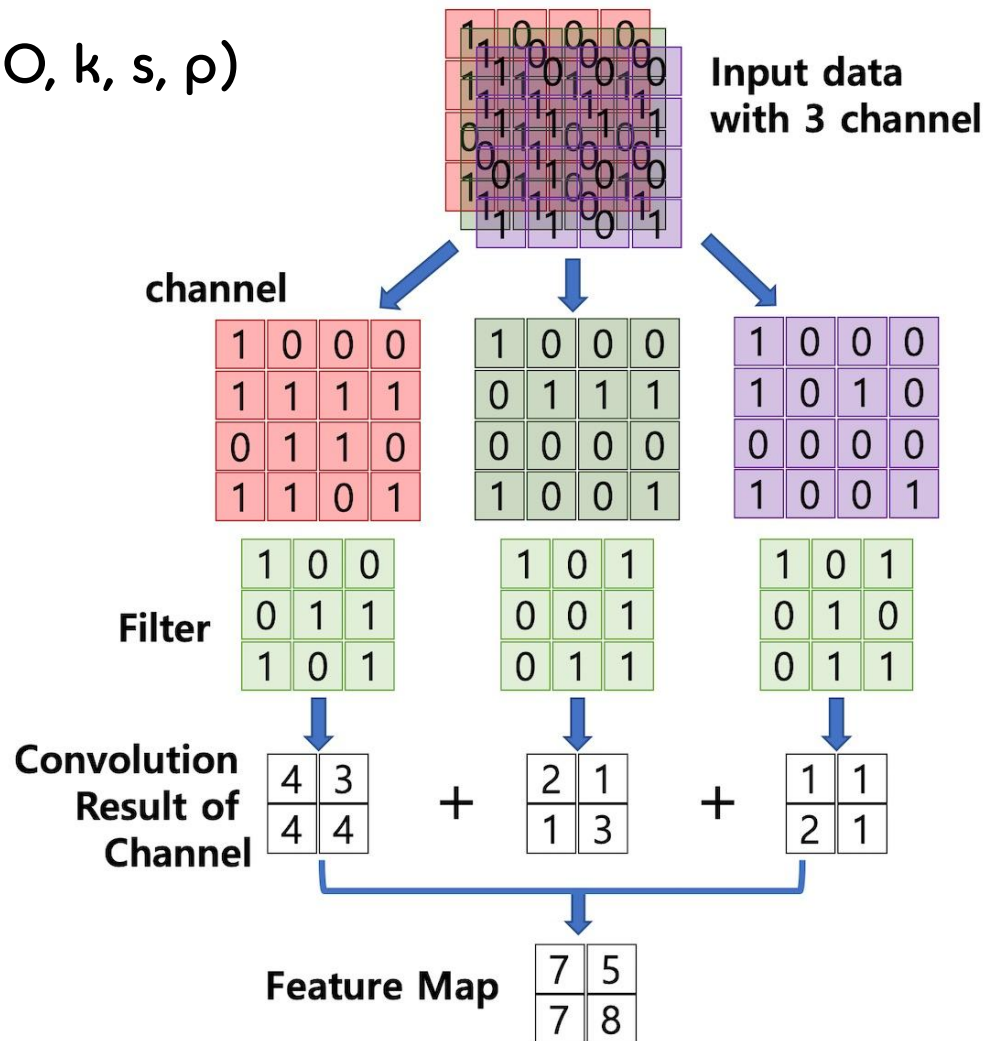 O, k, s, p)
Input data
with 3 channel
channel
1 0 0 0
1 1 1 1
0 1 1 0
1 1 0 1
1 0 0 0
0 1 1 1
0 0 0 0
1 0 0 1
1 0 0 0
1 0 1 0
0 0 0 0
1 0 0 1
Filter
1 0 0
0 1 1
1 0 1
1 0 1
0 0 1
0 1 1
1 0 1
0 1 0
0 1 1
Convolution
Result of
Channel
4 3
4 4
+
2 1
1 3
+
1 1
2 1
Feature Map
7 5
7 8